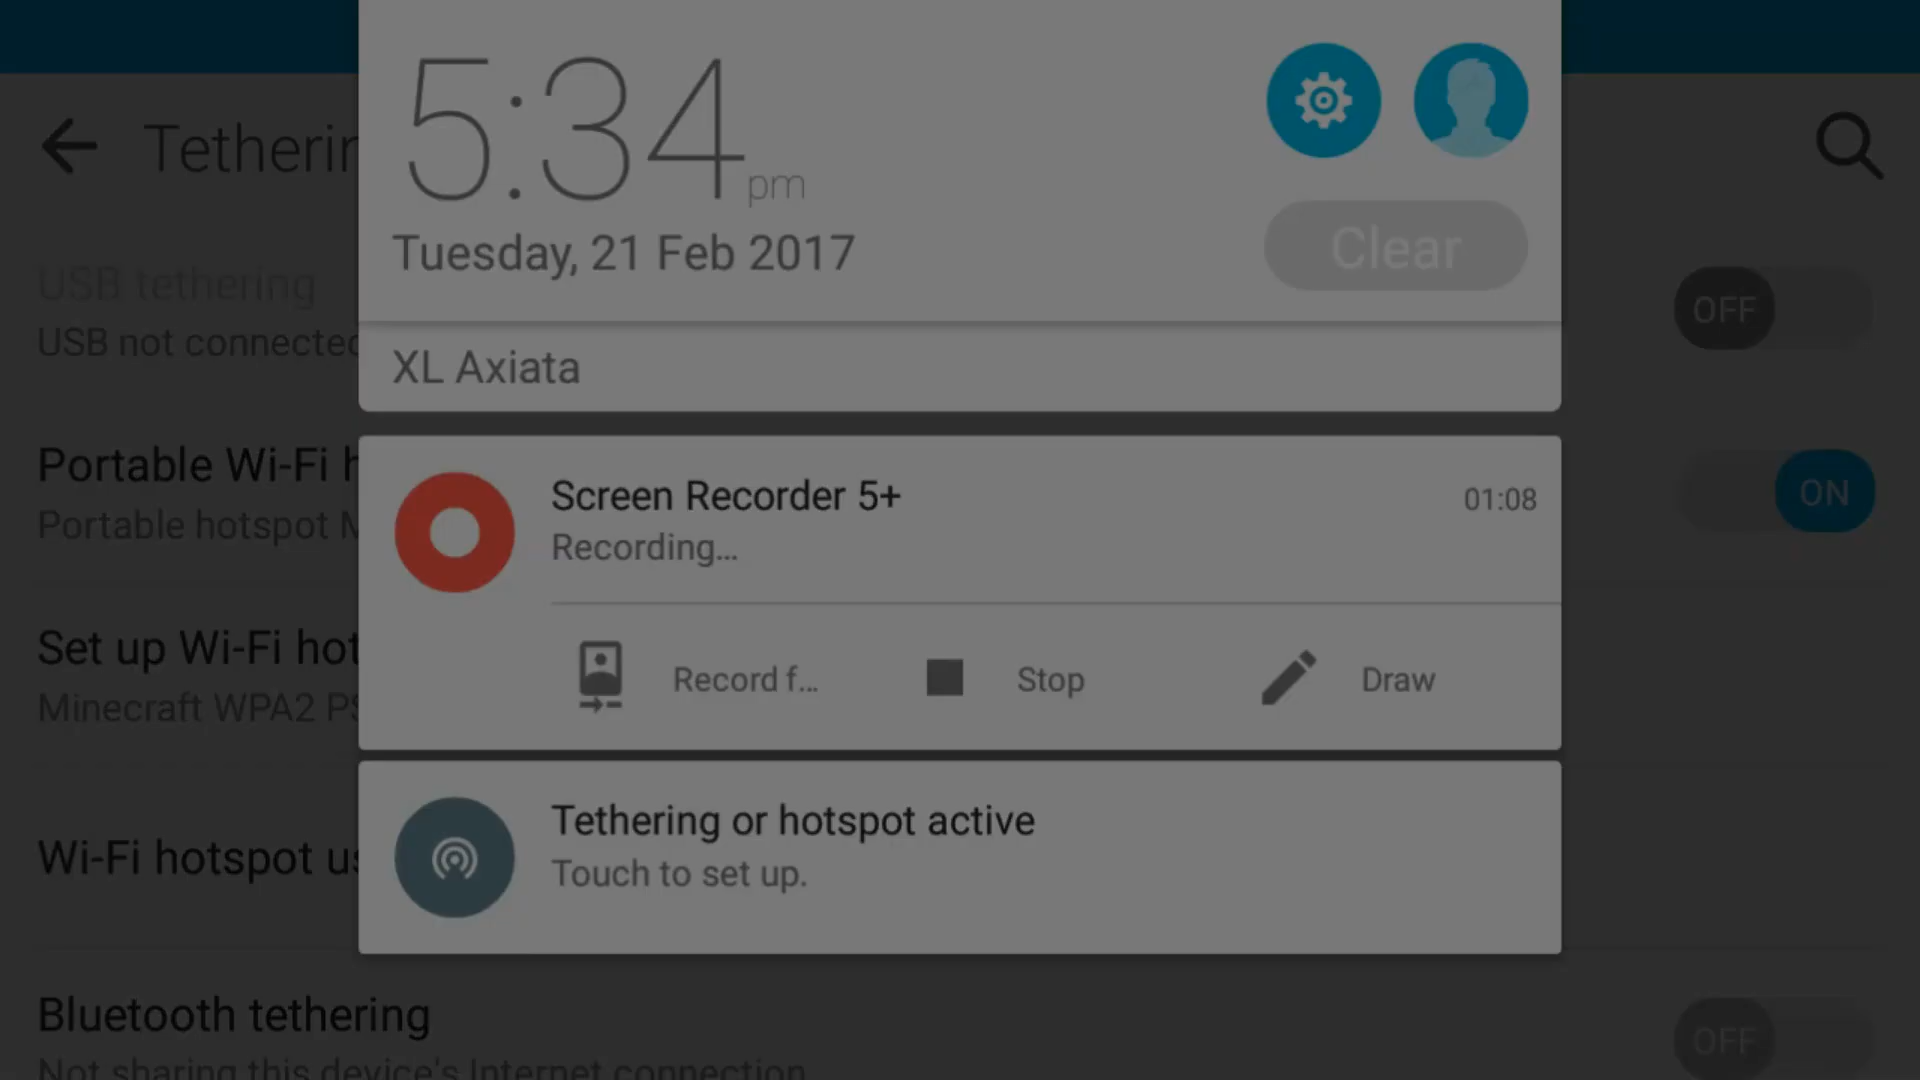 5:34 pm
Tuesday, 21 Feb 2017
Clear
XL Axiata
Tetherin
USB tethering
USB not connected
OFF
Portable Wi-Fi h
Portable hotspot M
ON
Set up Wi-Fi hot
Minecraft WPA2 PS
Wi-Fi hotspot us
Bluetooth tethering
Not sharing this device's Internet connection
OFF
Screen Recorder 5+
01:08
Recording...
Record f...
Stop
Draw
Tethering or hotspot active
Touch to set up.